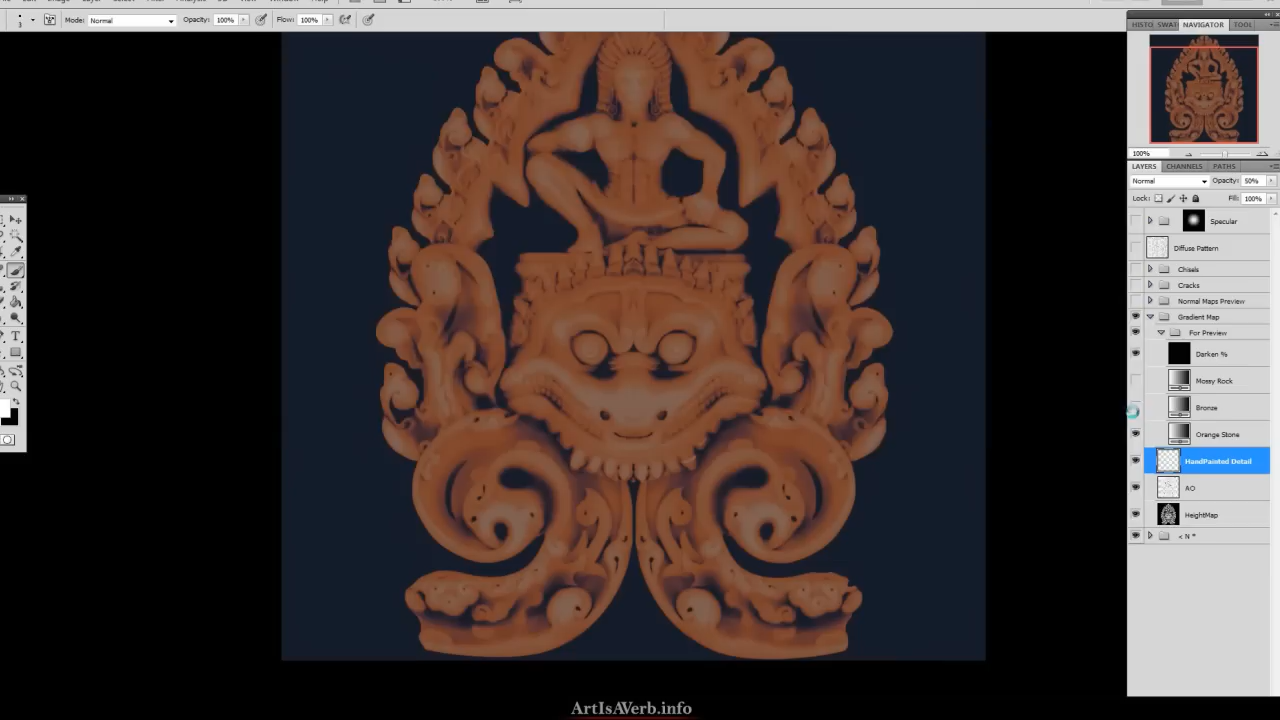 Mode: Normal Opacity: 100% Flow: 100%
HISTO SWAT NAVIGATOR TOOL
100%
LAYERS CHANNELS PATHS
Normal Opacity: 50%
Lock: Fill: 100%
Specular
Diffuse Pattern
Chisels
Cracks
Normal Maps Preview
Gradient Map
For Preview
Darken %
Mossy Rock
Bronze
Orange Stone
HandPainted Detail
AO
HeightMap
< N *
ArtIsAVerb.info